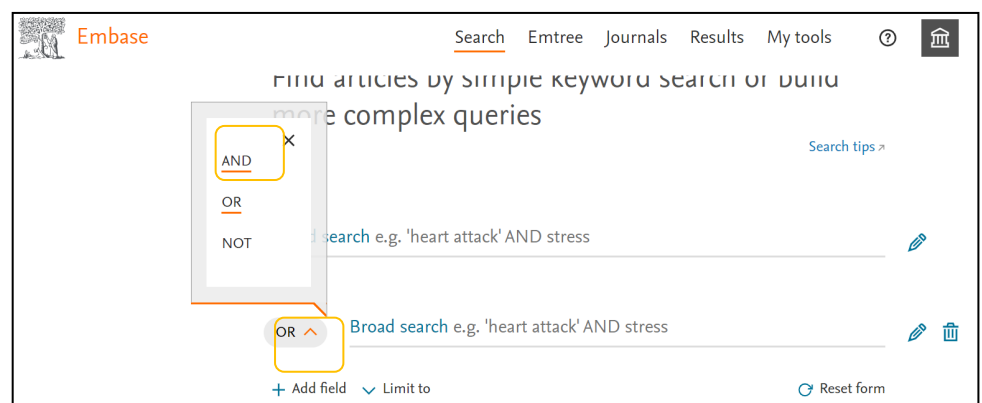 Embase
Search Emtree Journals Results My tools
Find articles by simple keyword search or build
more complex queries
Search tips
AND
OR
NOT
search e.g. 'heart attack' AND stress
OR Broad search e.g. 'heart attack' AND stress
Add field Limit to Reset form